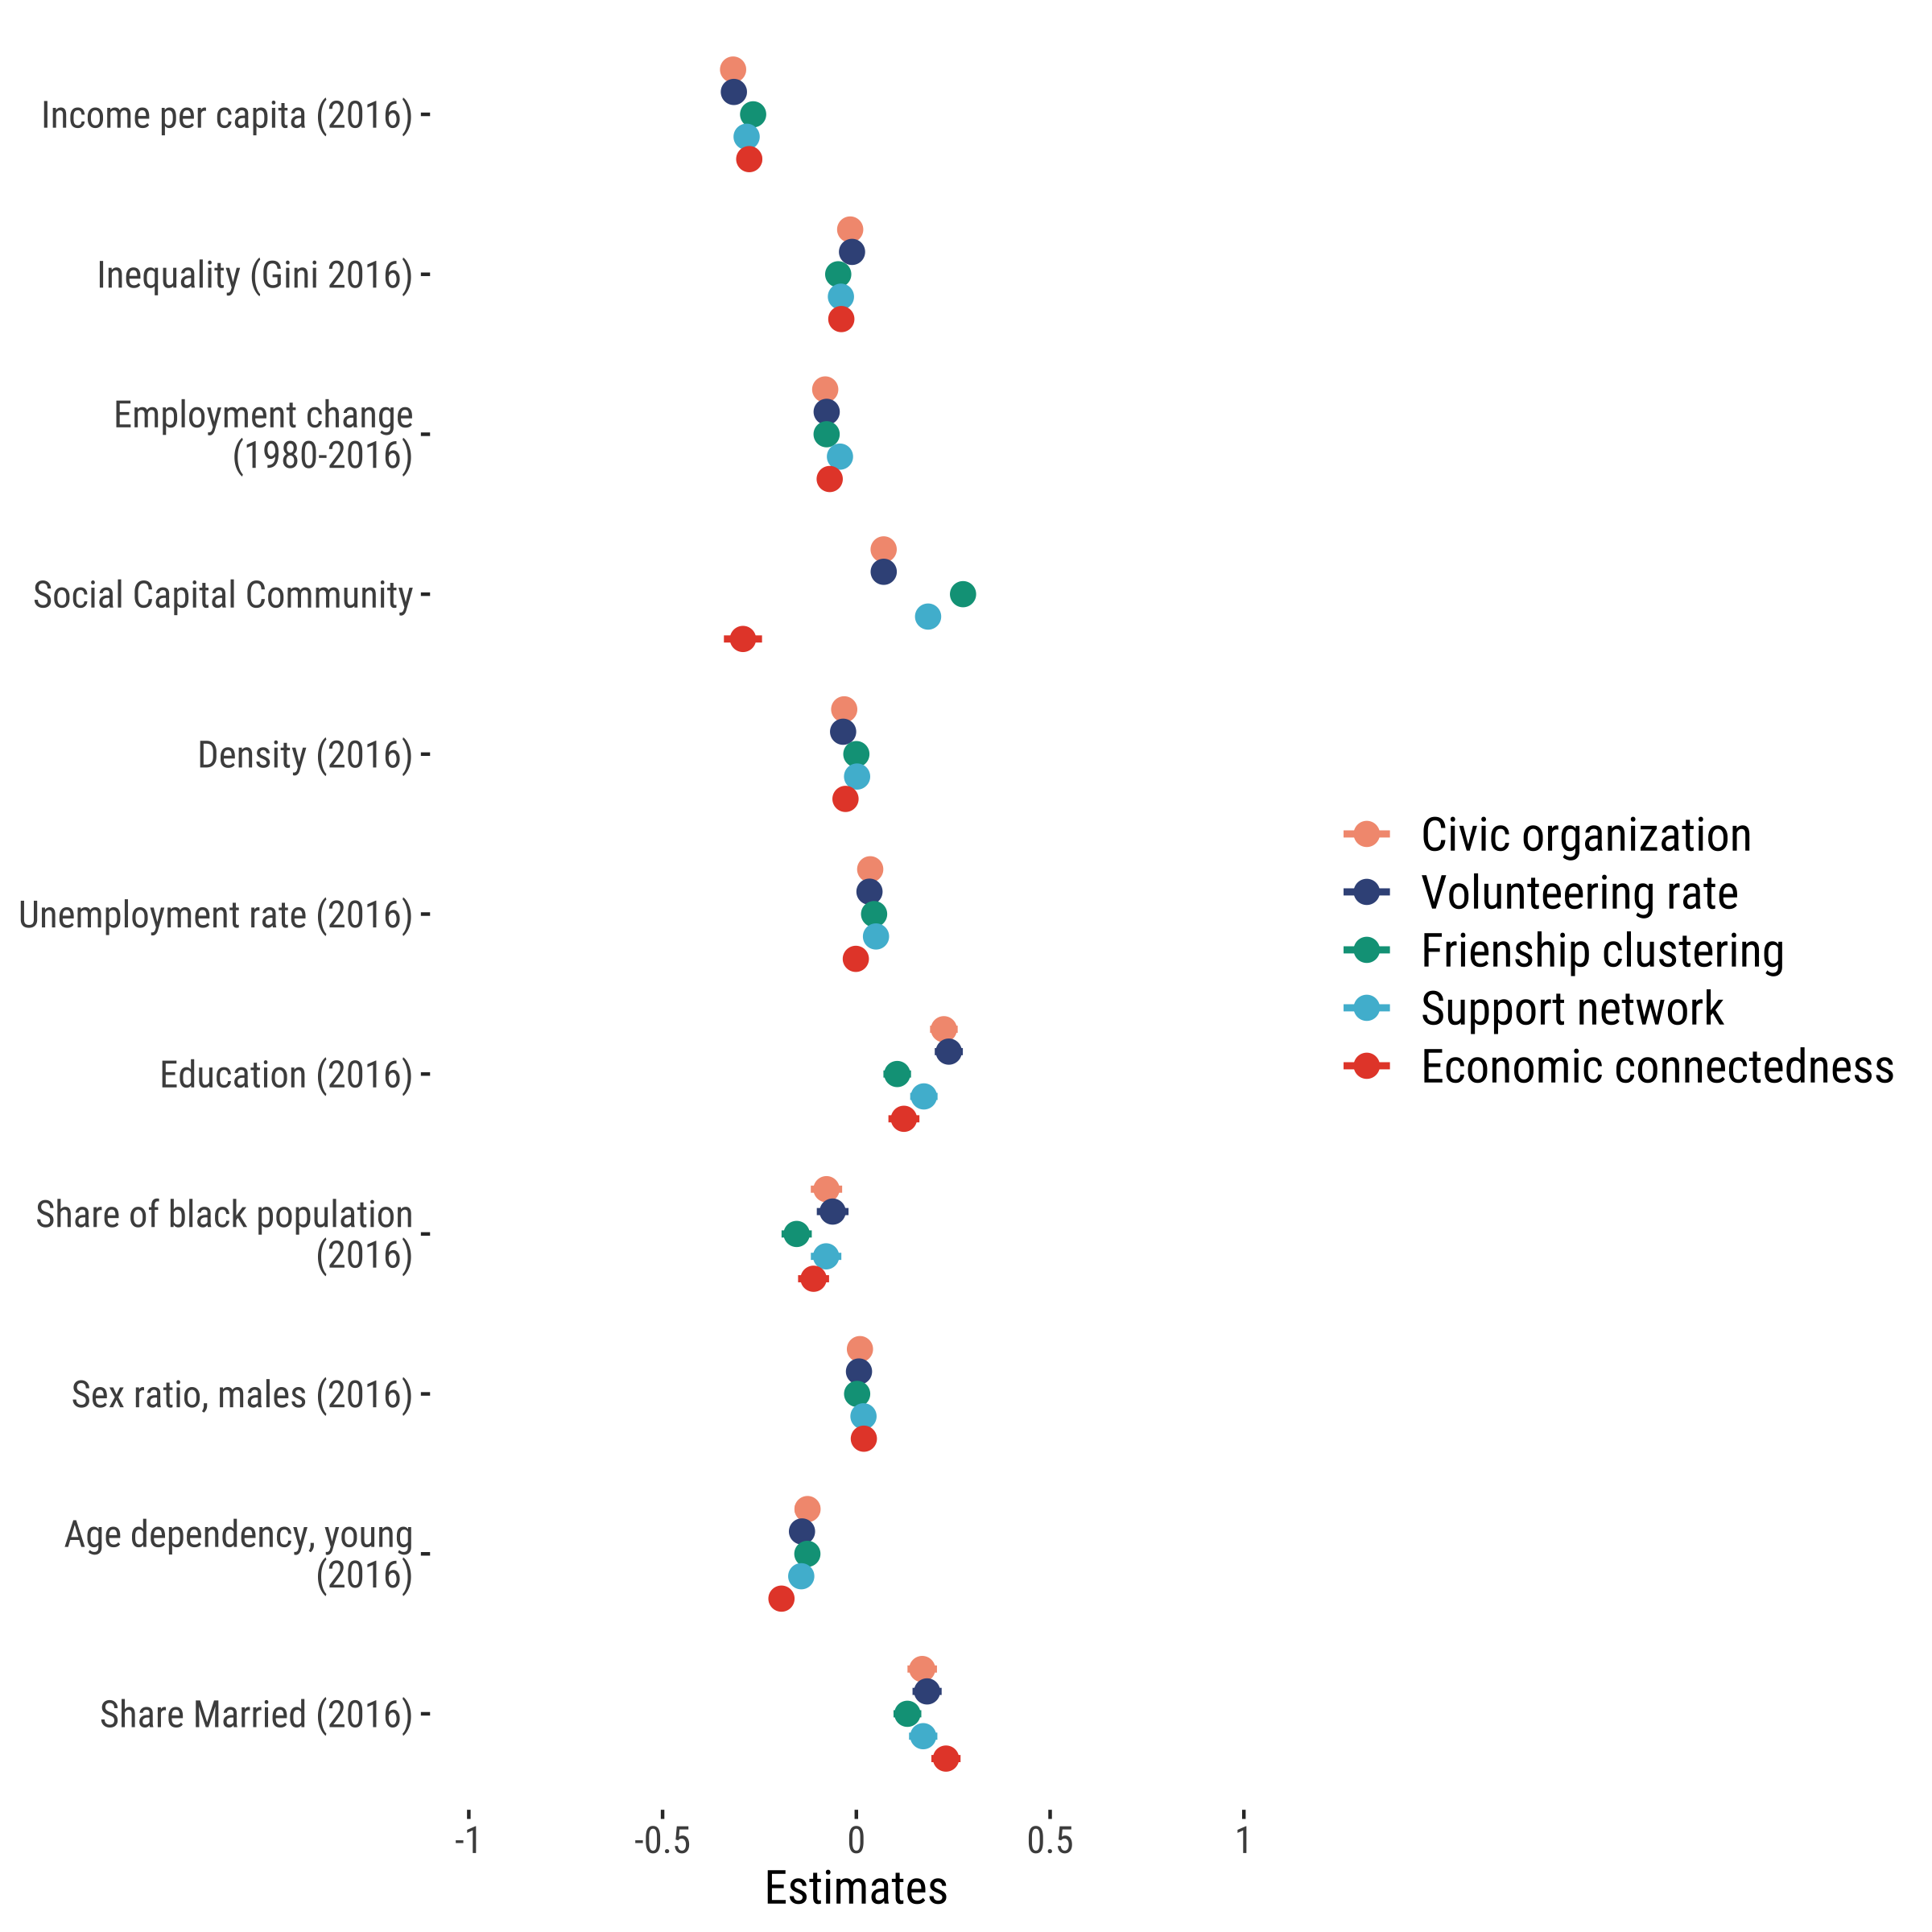 Income per capita (2016)
Inequality (Gini 2016)
Employment change
(1980-2016)
Social Capital Community
Density (2016)
Unemployment rate (2016)
Education (2016)
Share of black population
(2016)
Sex ratio, males (2016)
Age dependency, young
(2016)
Share Married (2016)
-1
-0.5
0
0.5
1
Estimates
Civic organization
Volunteering rate
Frienship clustering
Support network
Economic connectedness